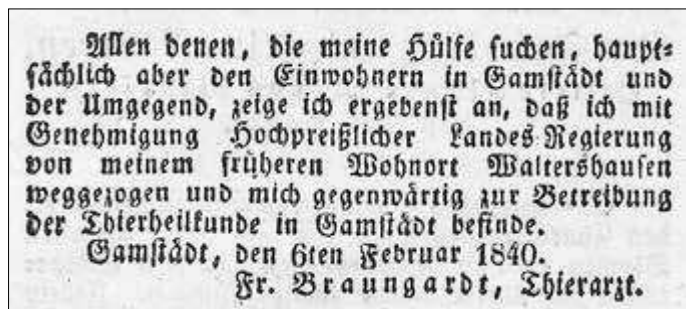 Allen denen, die meine Hülfe suchen, haupt=
sächlich aber den Einwohnern in Gamstädt und
der Umgegend, zeige ich ergebenst an, daß ich mit
Genehmigung Hochpreißlicher Landes Regierung
von meinem früheren Wohnort Waltershausen
weggezogen und mich gegenwärtig zur Betreibung
der Thierheilkunde in Gamstädt befinde.
Gamstädt, den 6ten Februar 1840.
Fr. Braungardt, Thierarzt.